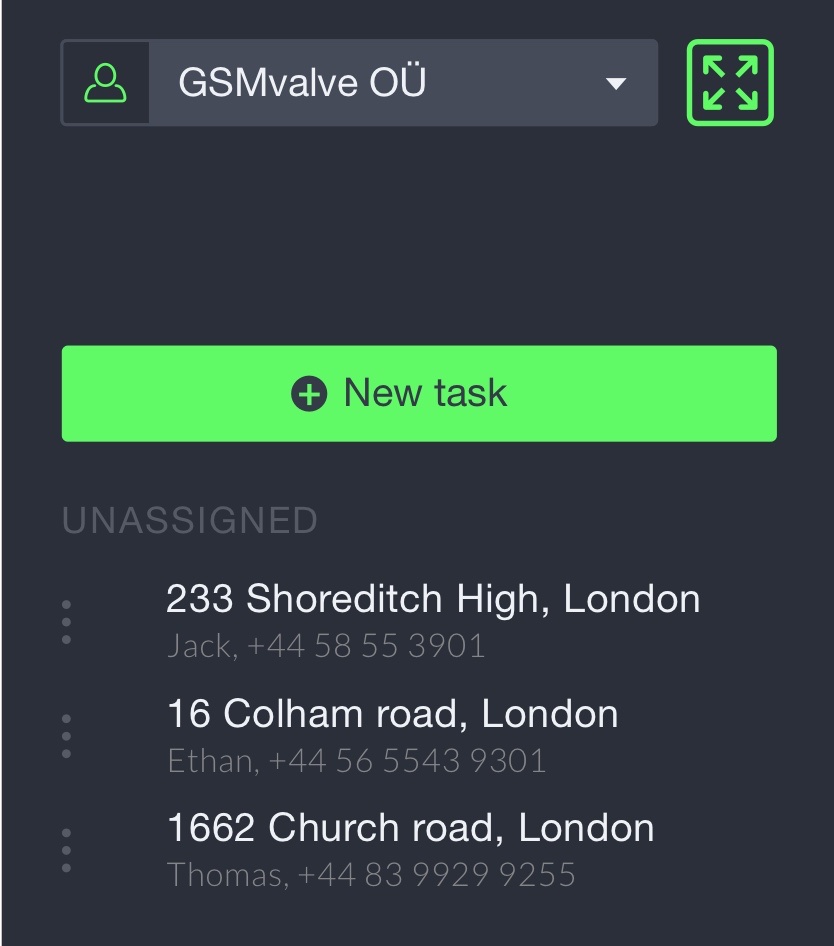 GSMvalve OÜ
New task
UNASSIGNED
233 Shoreditch High, London
Jack, +44 58 55 3901
16 Colham road, London
Ethan, +44 56 5543 9301
1662 Church road, London
Thomas, +44 83 9929 9255